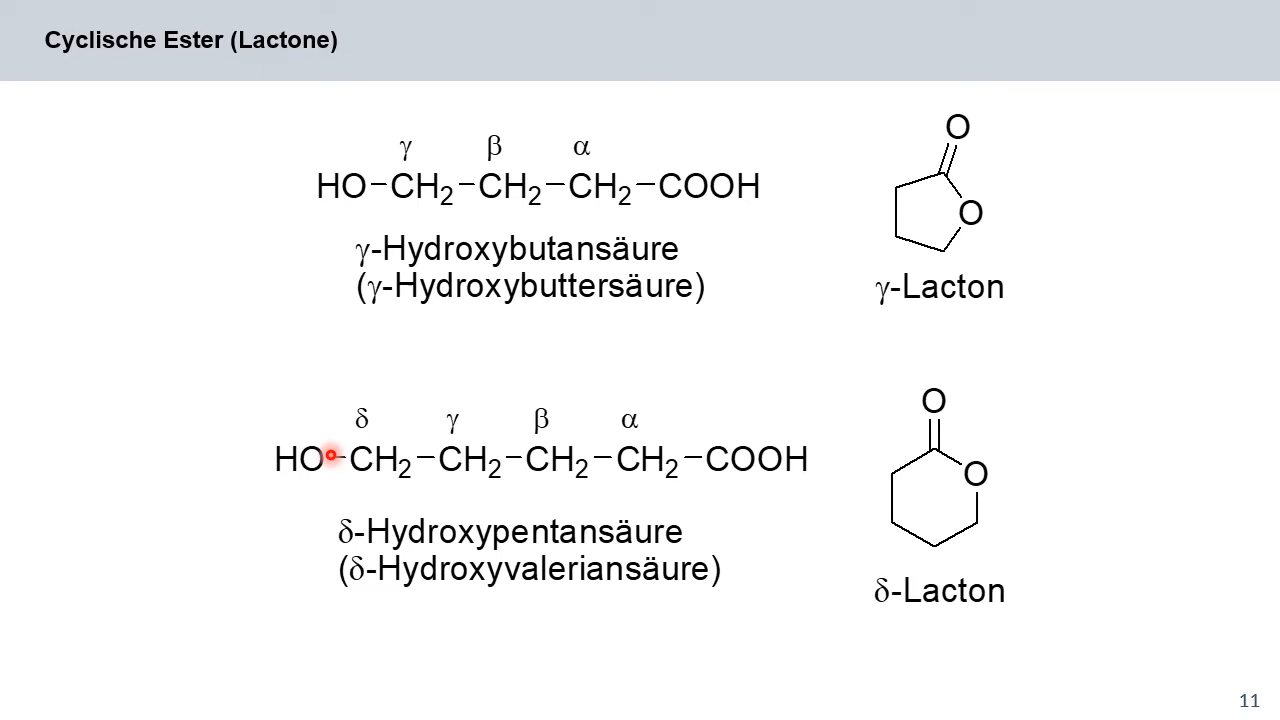 Cyclische Ester (Lactone)
γ β α
HO–CH₂–CH₂–CH₂–COOH
γ-Hydroxybutansäure
(γ-Hydroxybuttersäure)
O
O
γ-Lacton
δ γ β α
HO–CH₂–CH₂–CH₂–CH₂–COOH
δ-Hydroxypentansäure
(δ-Hydroxyvaleriansäure)
O
O
δ-Lacton
11